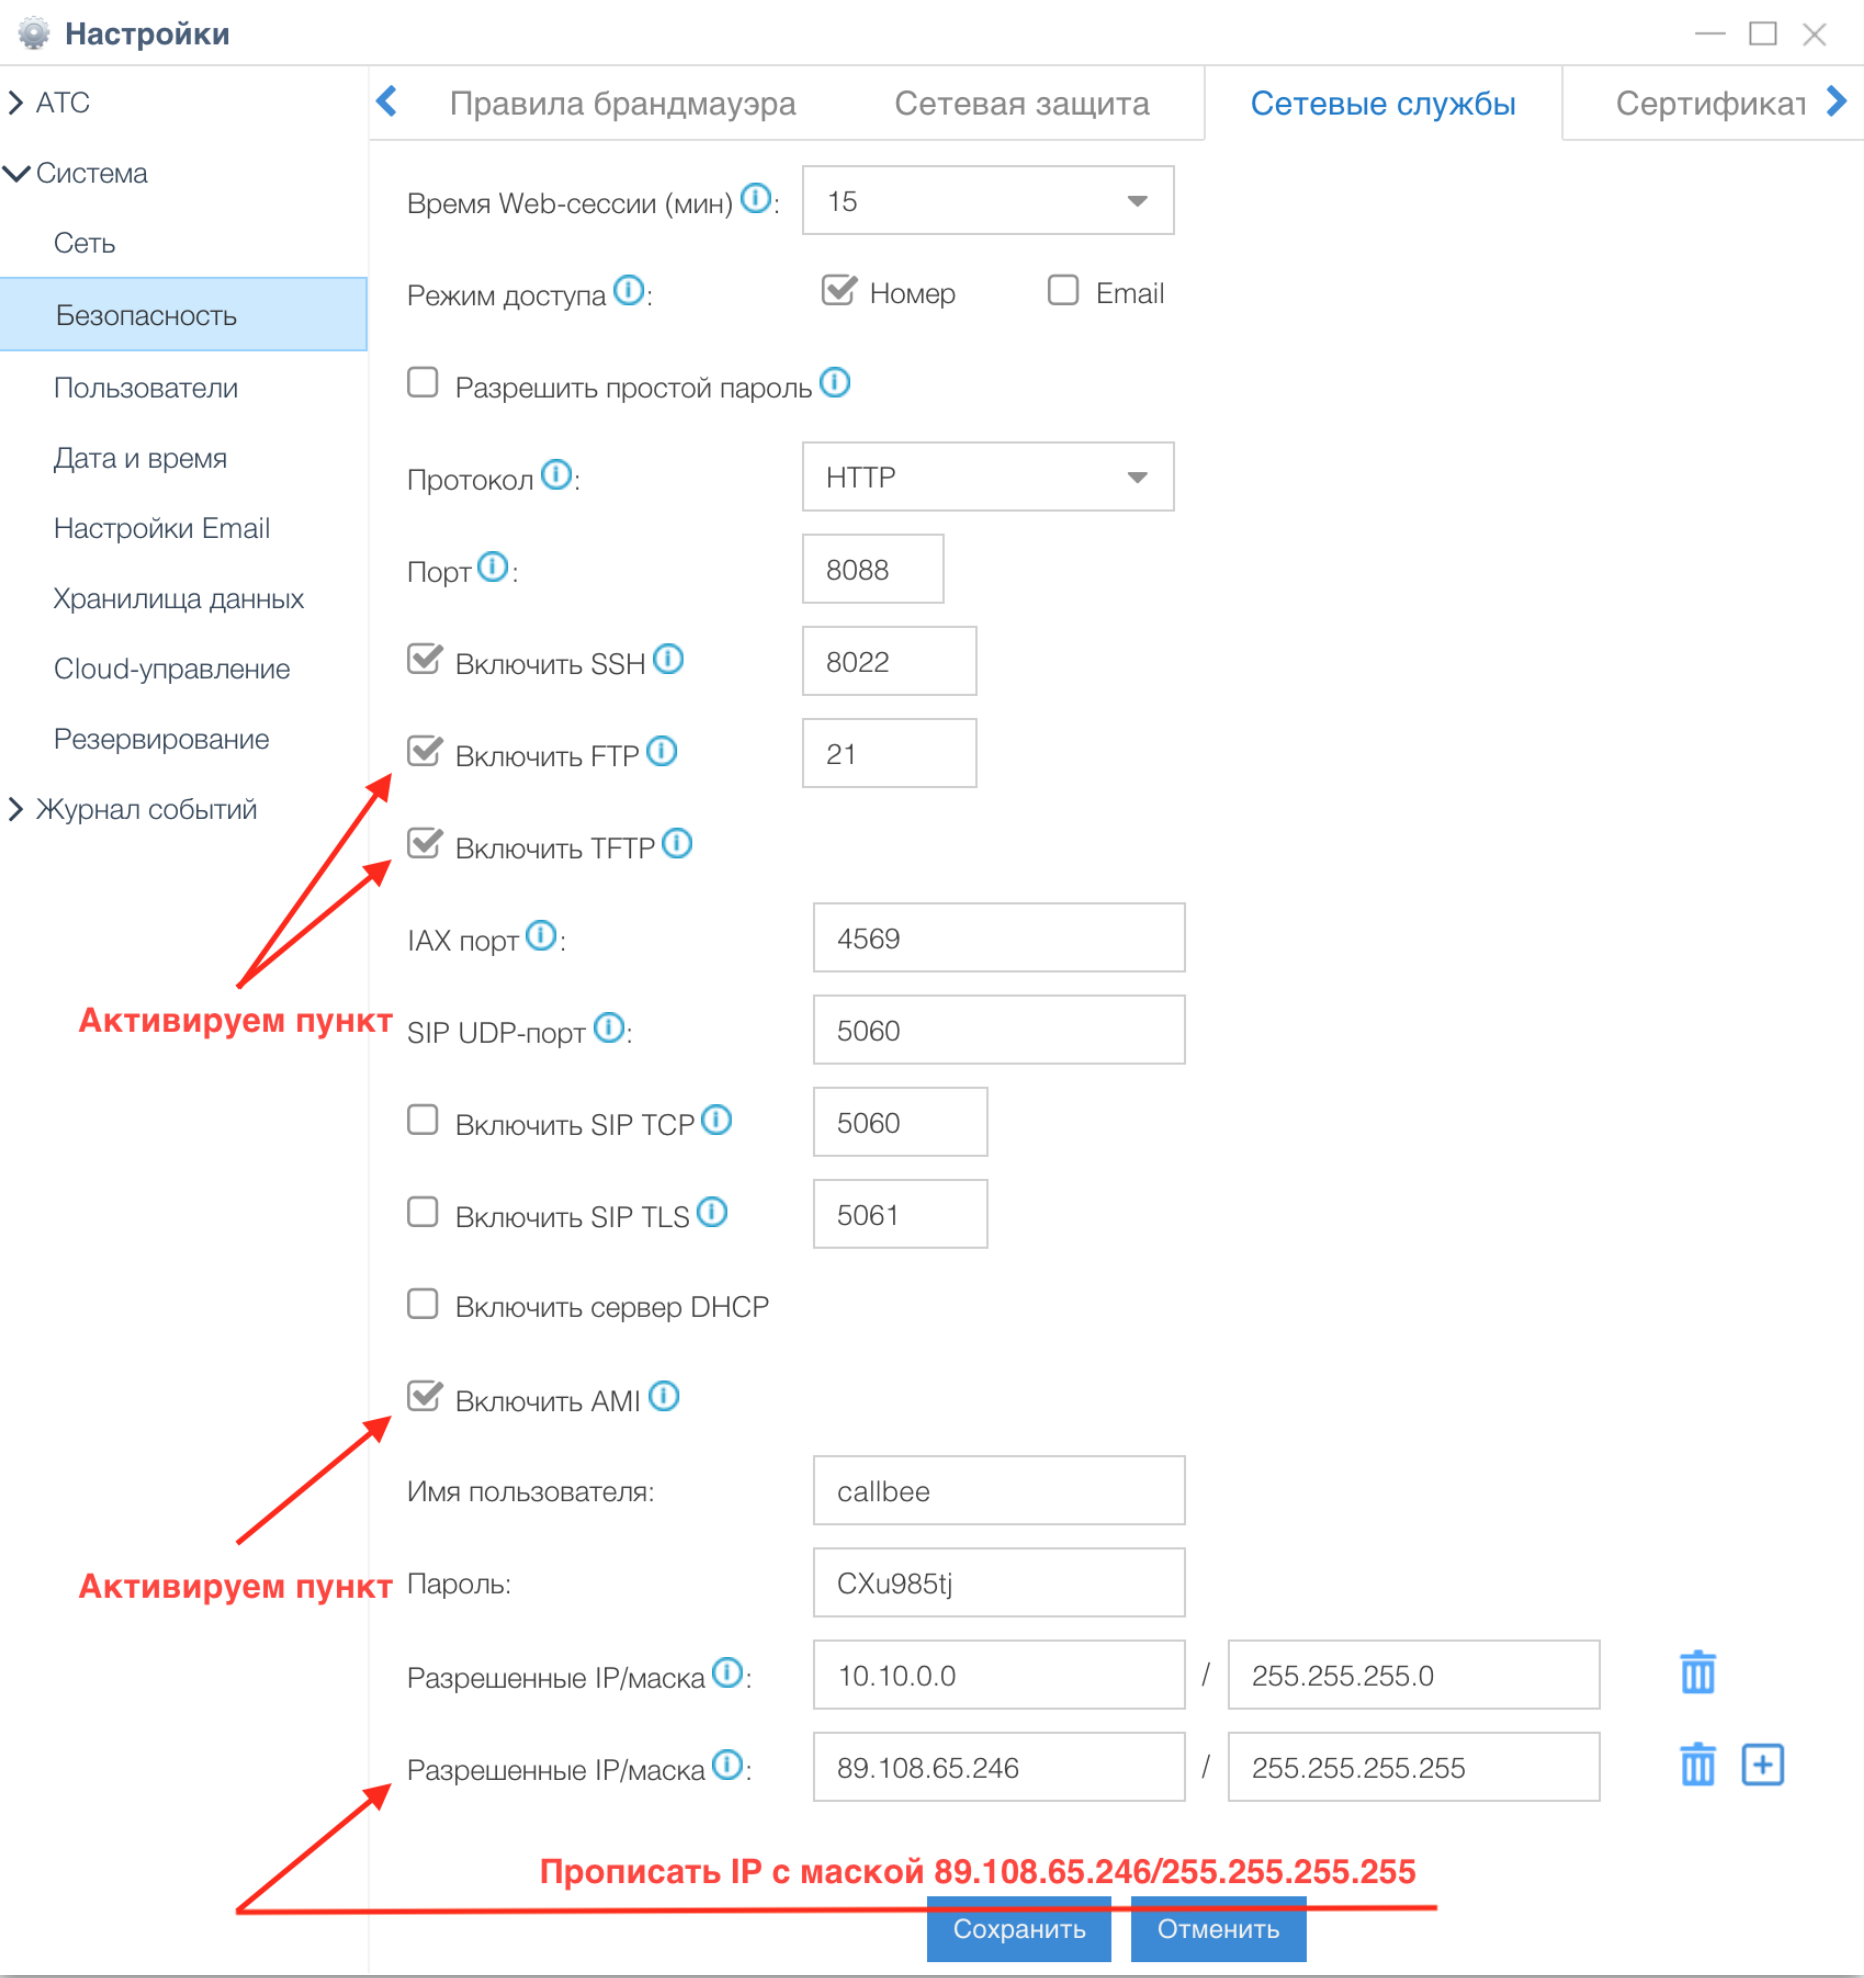 Настройки
АТС
Система
Сеть
Безопасность
Пользователи
Дата и время
Настройки Email
Хранилища данных
Cloud-управление
Резервирование
Журнал событий
Правила брандмауэра
Сетевая защита
Сетевые службы
Сертификат
Время Web-сессии (мин) : 15
Режим доступа : Номер Email
Разрешить простой пароль
Протокол : HTTP
Порт : 8088
Включить SSH 8022
Включить FTP 21
Включить TFTP
IAX порт : 4569
Активируем пункт
SIP UDP-порт : 5060
Включить SIP TCP 5060
Включить SIP TLS 5061
Включить сервер DHCP
Включить AMI
Имя пользователя: callbee
Активируем пункт
Пароль: CXu985tj
Разрешенные IP/маска : 10.10.0.0 / 255.255.255.0
Разрешенные IP/маска : 89.108.65.246 / 255.255.255.255
Прописать IP с маской 89.108.65.246/255.255.255.255
Сохранить Отменить